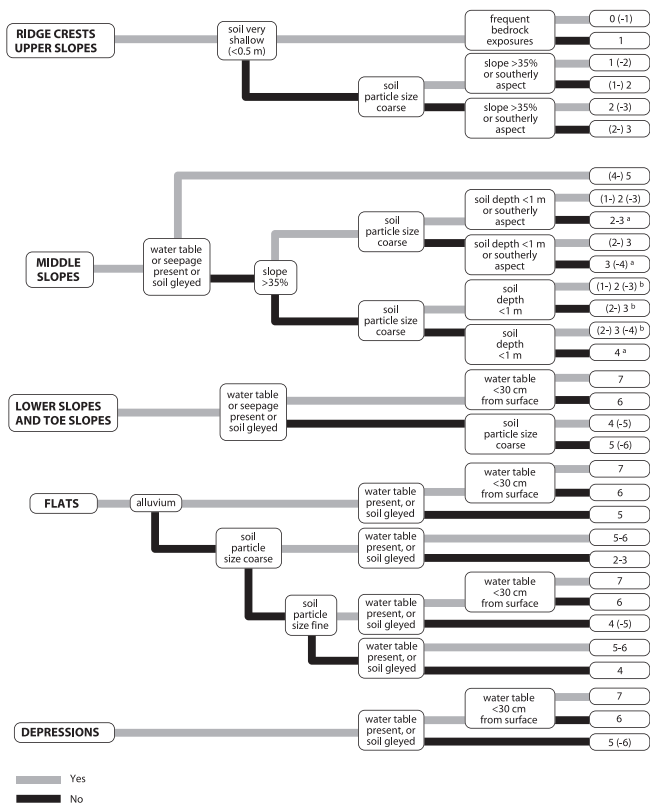 RIDGE CRESTS
UPPER SLOPES
soil very
shallow
(<0.5 m)
frequent
bedrock
exposures
0 (-1)
1
soil
particle size
coarse
slope >35%
or southerly
aspect
1 (-2)
(1-) 2
slope >35%
or southerly
aspect
2 (-3)
(2-) 3
MIDDLE
SLOPES
water table
or seepage
present or
soil gleyed
(4-) 5
slope
>35%
soil
particle size
coarse
soil depth <1 m
or southerly
aspect
(1-) 2 (-3)
2-3 a
soil depth <1 m
or southerly
aspect
(2-) 3
3 (-4) a
soil
particle size
coarse
soil
depth
<1 m
(1-) 2 (-3) b
(2-) 3 b
soil
depth
<1 m
(2-) 3 (-4) b
4 a
LOWER SLOPES
AND TOE SLOPES
water table
or seepage
present or
soil gleyed
water table
<30 cm
from surface
7
6
soil
particle size
coarse
4 (-5)
5 (-6)
FLATS
alluvium
water table
present, or
soil gleyed
water table
<30 cm
from surface
7
6
5
soil
particle
size coarse
water table
present, or
soil gleyed
5-6
2-3
soil
particle
size fine
water table
present, or
soil gleyed
water table
<30 cm
from surface
7
6
4 (-5)
water table
present, or
soil gleyed
5-6
4
DEPRESSIONS
water table
present, or
soil gleyed
water table
<30 cm
from surface
7
6
5 (-6)
Yes
No